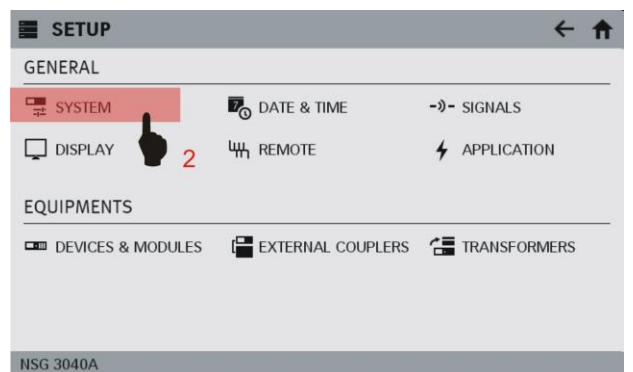 SETUP
GENERAL
SYSTEM DATE & TIME SIGNALS
DISPLAY 2 REMOTE APPLICATION
EQUIPMENTS
DEVICES & MODULES EXTERNAL COUPLERS TRANSFORMERS
NSG 3040A